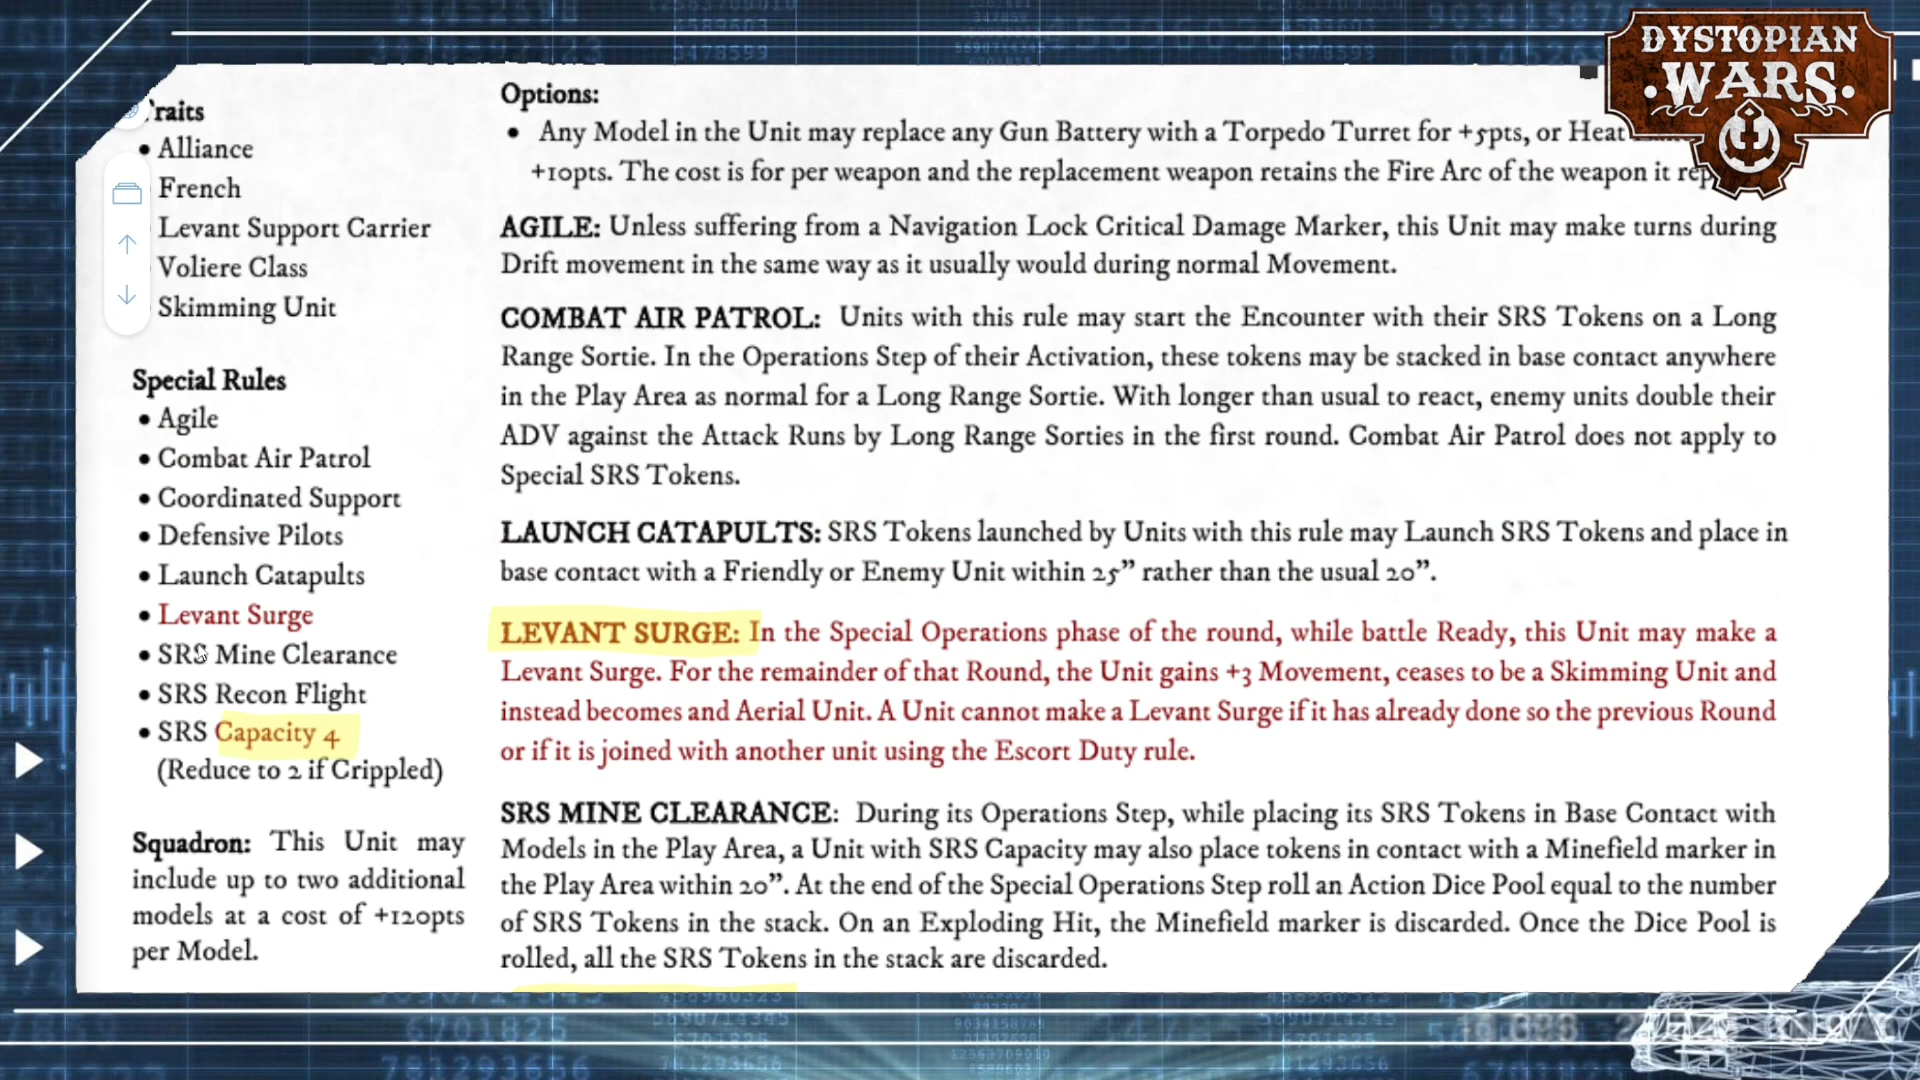 DYSTOPIAN
WARS
Traits
• Alliance
French
Levant Support Carrier
Voliere Class
Skimming Unit
Special Rules
• Agile
• Combat Air Patrol
• Coordinated Support
• Defensive Pilots
• Launch Catapults
• Levant Surge
• SRS Mine Clearance
• SRS Recon Flight
• SRS Capacity 4
(Reduce to 2 if Crippled)
Squadron: This Unit may
include up to two additional
models at a cost of +120pts
per Model.
Options:
• Any Model in the Unit may replace any Gun Battery with a Torpedo Turret for +5pts, or Heat
+10pts. The cost is for per weapon and the replacement weapon retains the Fire Arc of the weapon it rep
AGILE: Unless suffering from a Navigation Lock Critical Damage Marker, this Unit may make turns during
Drift movement in the same way as it usually would during normal Movement.
COMBAT AIR PATROL: Units with this rule may start the Encounter with their SRS Tokens on a Long
Range Sortie. In the Operations Step of their Activation, these tokens may be stacked in base contact anywhere
in the Play Area as normal for a Long Range Sortie. With longer than usual to react, enemy units double their
ADV against the Attack Runs by Long Range Sorties in the first round. Combat Air Patrol does not apply to
Special SRS Tokens.
LAUNCH CATAPULTS: SRS Tokens launched by Units with this rule may Launch SRS Tokens and place in
base contact with a Friendly or Enemy Unit within 25” rather than the usual 20”.
LEVANT SURGE: In the Special Operations phase of the round, while battle Ready, this Unit may make a
Levant Surge. For the remainder of that Round, the Unit gains +3 Movement, ceases to be a Skimming Unit and
instead becomes and Aerial Unit. A Unit cannot make a Levant Surge if it has already done so the previous Round
or if it is joined with another unit using the Escort Duty rule.
SRS MINE CLEARANCE: During its Operations Step, while placing its SRS Tokens in Base Contact with
Models in the Play Area, a Unit with SRS Capacity may also place tokens in contact with a Minefield marker in
the Play Area within 20”. At the end of the Special Operations Step roll an Action Dice Pool equal to the number
of SRS Tokens in the stack. On an Exploding Hit, the Minefield marker is discarded. Once the Dice Pool is
rolled, all the SRS Tokens in the stack are discarded.
6701825
781293656